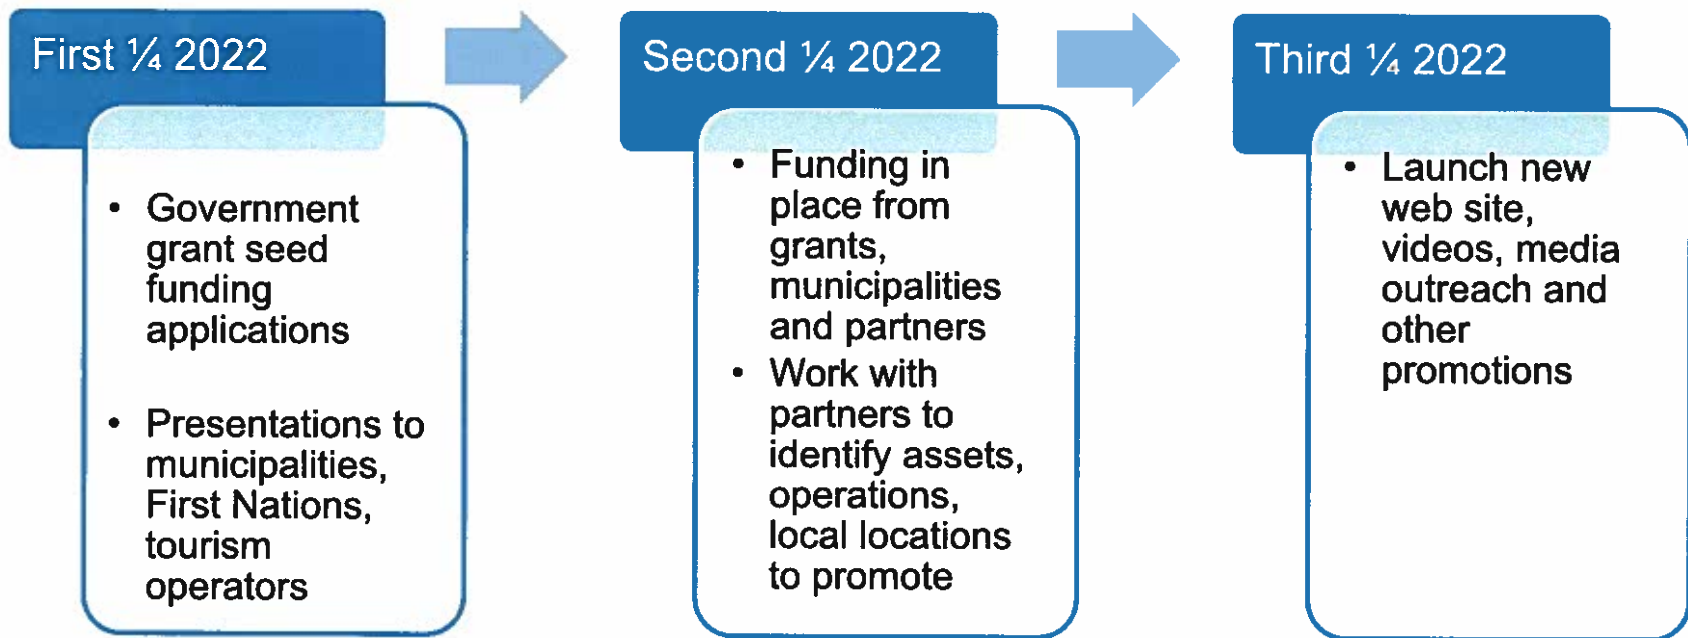 First ¼ 2022
• Government
grant seed
funding
applications
• Presentations to
municipalities,
First Nations,
tourism
operators
Second ¼ 2022
• Funding in
place from
grants,
municipalities
and partners
• Work with
partners to
identify assets,
operations,
local locations
to promote
Third ¼ 2022
• Launch new
web site,
videos, media
outreach and
other
promotions